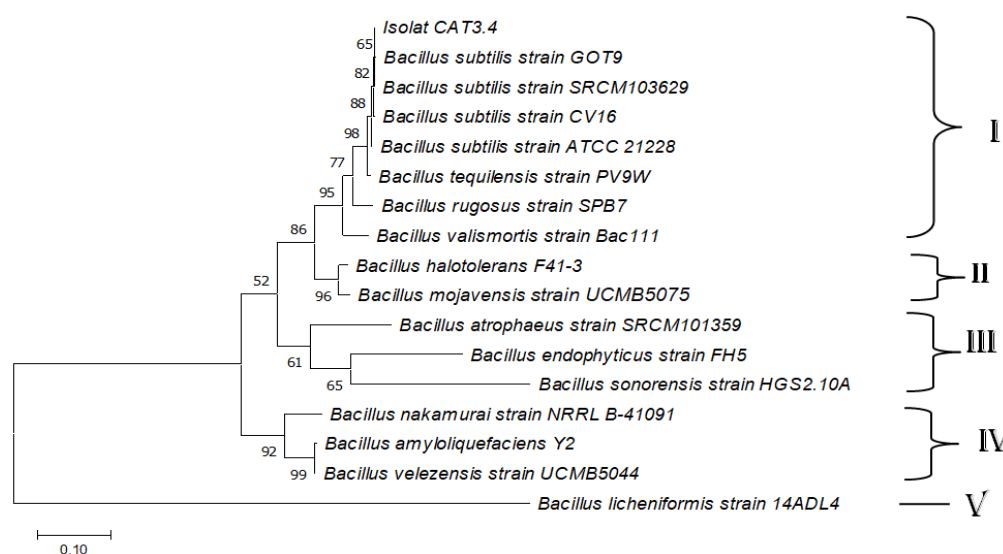 Isolat CAT3.4
65
Bacillus subtilis strain GOT9
82
Bacillus subtilis strain SRCM103629
88
Bacillus subtilis strain CV16
I
98
Bacillus subtilis strain ATCC 21228
77
Bacillus tequilensis strain PV9W
95
Bacillus rugosus strain SPB7
86
Bacillus valismortis strain Bac111
Bacillus halotolerans F41-3
II
52
96
Bacillus mojavensis strain UCMB5075
Bacillus atrophaeus strain SRCM101359
III
61
Bacillus endophyticus strain FH5
65
Bacillus sonorensis strain HGS2.10A
Bacillus nakamurai strain NRRL B-41091
92
Bacillus amyloliquefaciens Y2
IV
99
Bacillus velezensis strain UCMB5044
Bacillus licheniformis strain 14ADL4
V
0.10